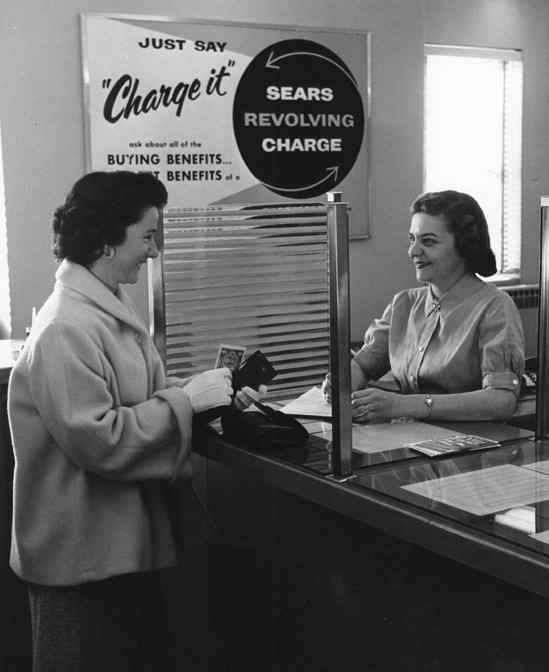 JUST SAY
"Charge it"
SEARS
REVOLVING
CHARGE
ask about all of the
BUYING BENEFITS...
BENEFITS of a